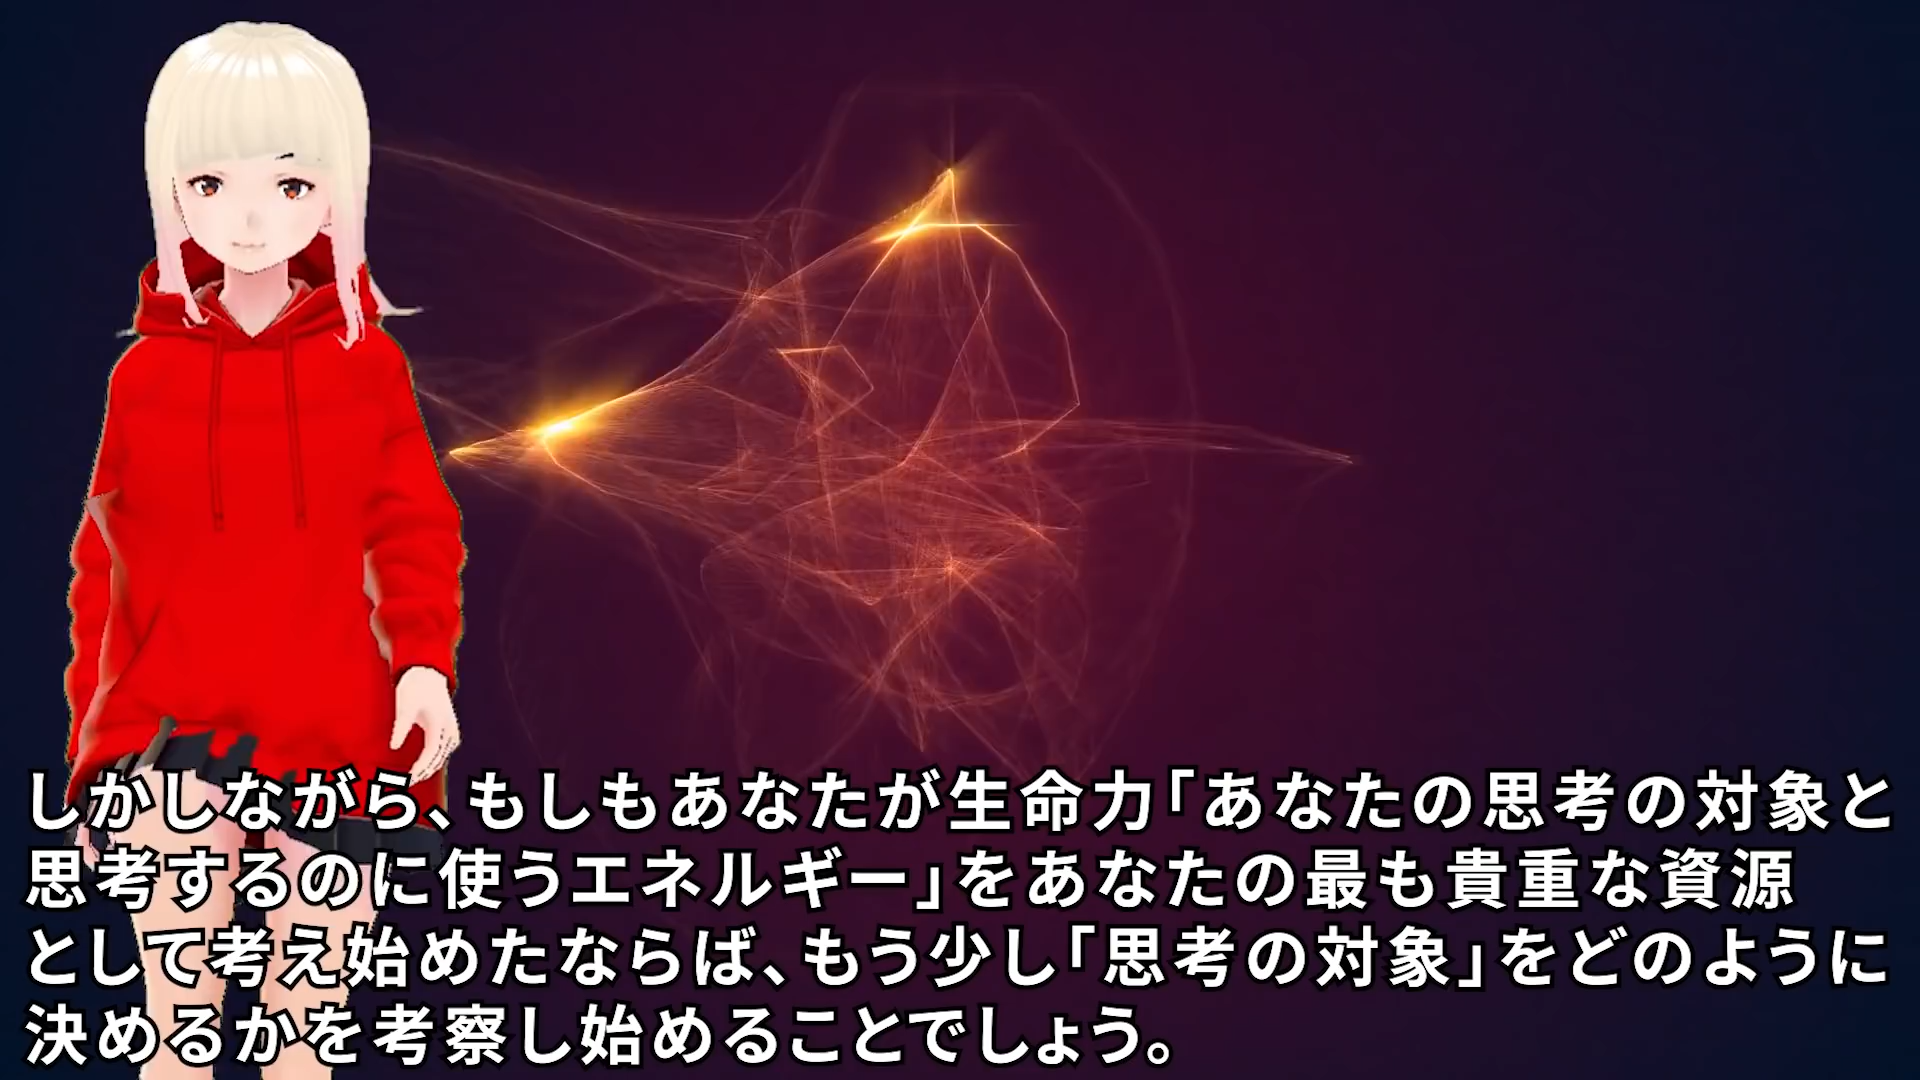 しかしながら、もしもあなたが生命力「あなたの思考の対象と
思考するのに使うエネルギー」をあなたの最も貴重な資源
として考え始めたならば、もう少し「思考の対象」をどのように
決めるかを考察し始めることでしょう。